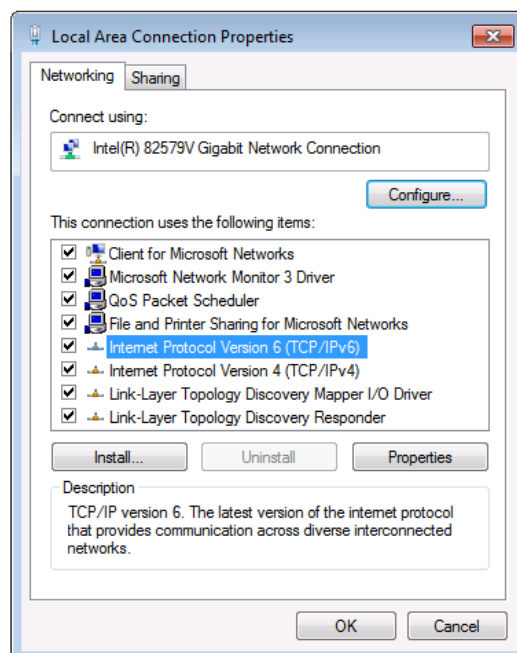 Local Area Connection Properties
Networking
Sharing
Connect using:
Intel(R) 82579V Gigabit Network Connection
Configure...
This connection uses the following items:
Client for Microsoft Networks
Microsoft Network Monitor 3 Driver
QoS Packet Scheduler
File and Printer Sharing for Microsoft Networks
Internet Protocol Version 6 (TCP/IPv6)
Internet Protocol Version 4 (TCP/IPv4)
Link-Layer Topology Discovery Mapper I/O Driver
Link-Layer Topology Discovery Responder
Install...
Uninstall
Properties
Description
TCP/IP version 6. The latest version of the internet protocol
that provides communication across diverse interconnected
networks.
OK
Cancel